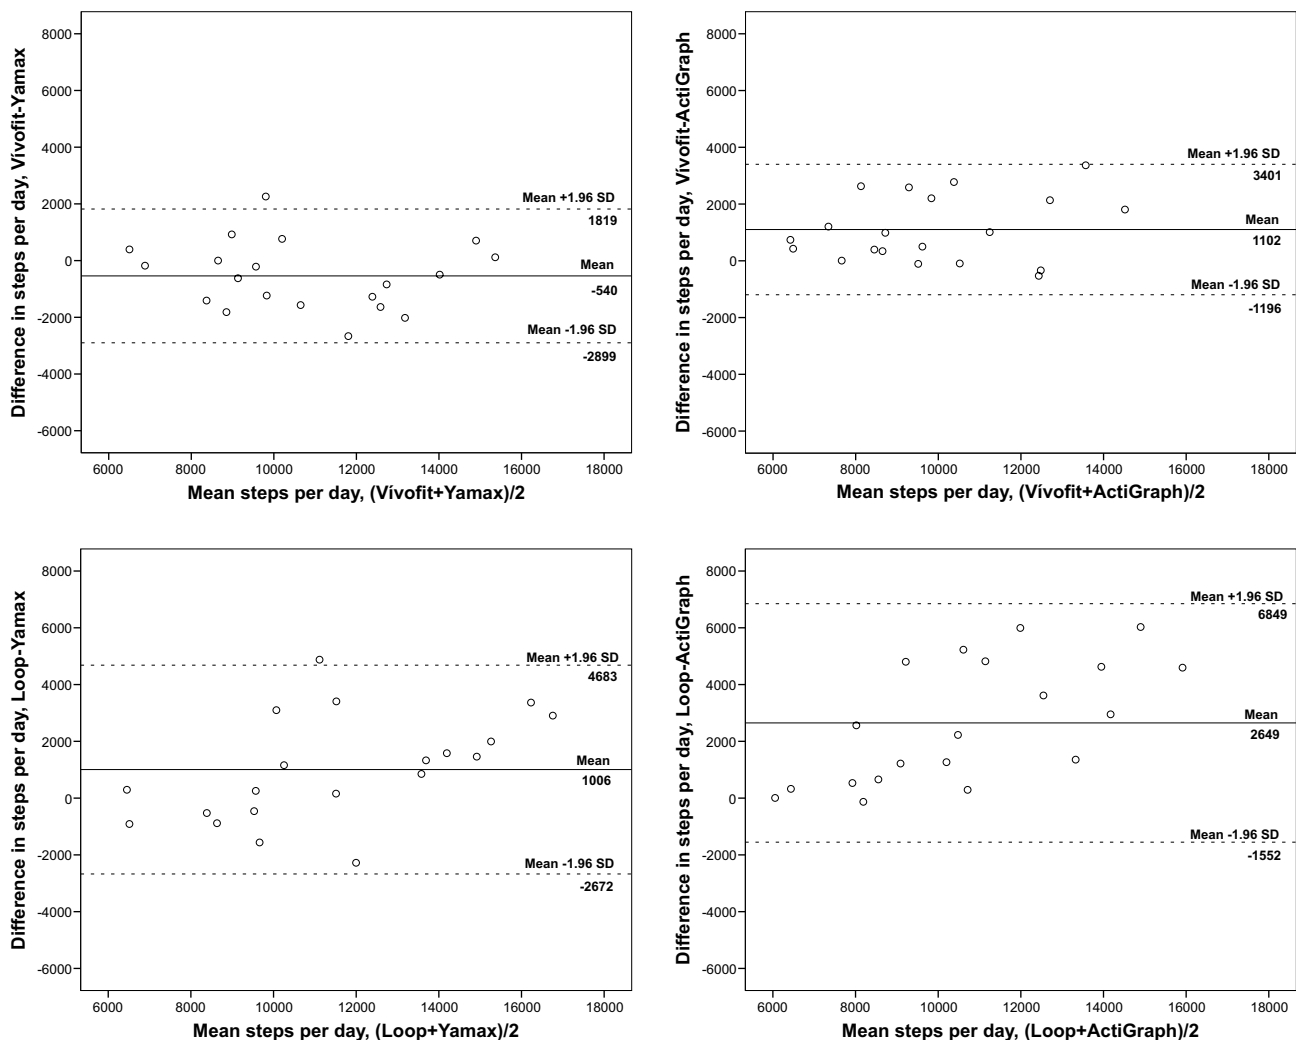 Difference in steps per day, Vívofit-Yamax
8000
6000
4000
2000
0
-2000
-4000
-6000
Mean +1.96 SD
1819
Mean
-540
Mean -1.96 SD
-2899
6000 8000 10000 12000 14000 16000 18000
Mean steps per day, (Vívofit+Yamax)/2
Difference in steps per day, Vívofit-ActiGraph
8000
6000
4000
2000
0
-2000
-4000
-6000
Mean +1.96 SD
3401
Mean
1102
Mean -1.96 SD
-1196
6000 8000 10000 12000 14000 16000 18000
Mean steps per day, (Vívofit+ActiGraph)/2
Difference in steps per day, Loop-Yamax
8000
6000
4000
2000
0
-2000
-4000
-6000
Mean +1.96 SD
4683
Mean
1006
Mean -1.96 SD
-2672
6000 8000 10000 12000 14000 16000 18000
Mean steps per day, (Loop+Yamax)/2
Difference in steps per day, Loop-ActiGraph
8000
6000
4000
2000
0
-2000
-4000
-6000
Mean +1.96 SD
6849
Mean
2649
Mean -1.96 SD
-1552
6000 8000 10000 12000 14000 16000 18000
Mean steps per day, (Loop+ActiGraph)/2